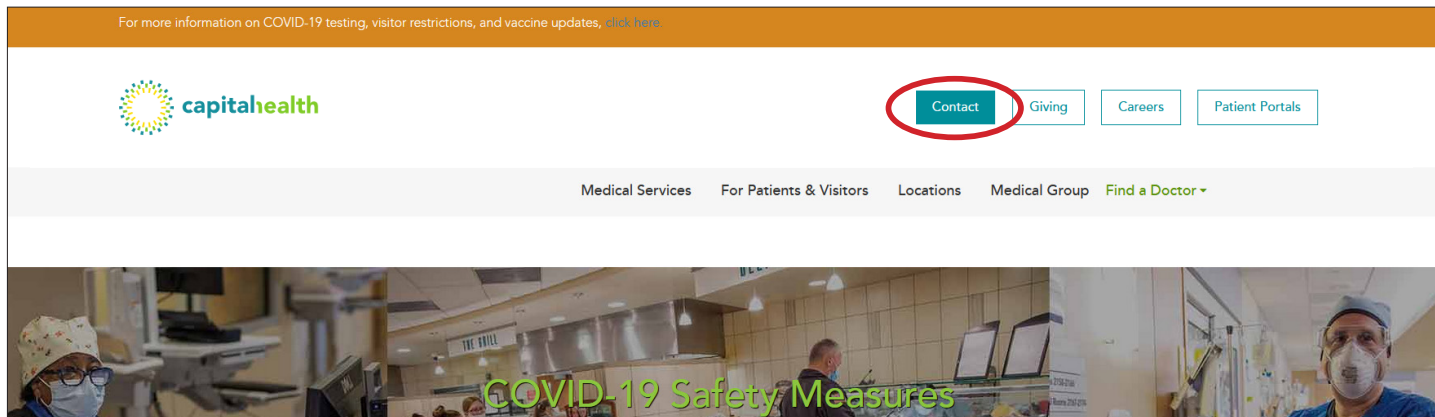 For more information on COVID-19 testing, visitor restrictions, and vaccine updates, click here.
capitalhealth
Contact Giving Careers Patient Portals
Medical Services For Patients & Visitors Locations Medical Group Find a Doctor
THE GRILL
DELL
COVID-19 Safety Measures